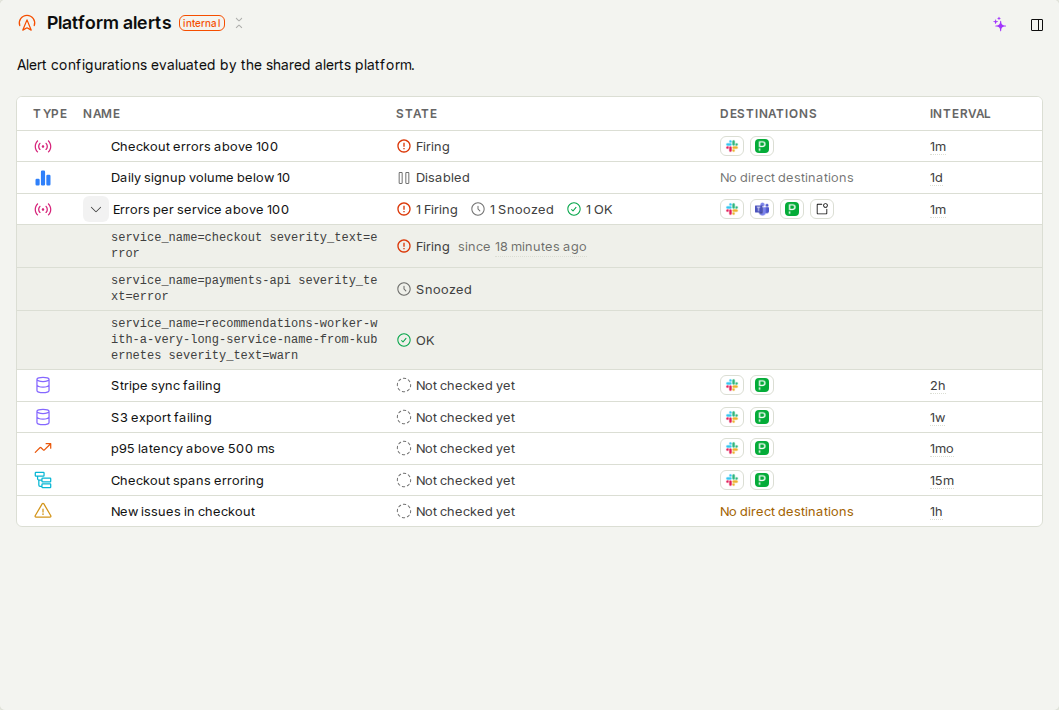 Platform alerts internal
Alert configurations evaluated by the shared alerts platform.
TYPE NAME STATE DESTINATIONS INTERVAL
Checkout errors above 100 Firing P 1m
Daily signup volume below 10 Disabled No direct destinations 1d
Errors per service above 100 1 Firing 1 Snoozed 1 OK P 1m
service_name=checkout severity_text=e
rror
Firing since 18 minutes ago
service_name=payments-api severity_te
xt=error
Snoozed
service_name=recommendations-worker-w
ith-a-very-long-service-name-from-kub
ernetes severity_text=warn
OK
Stripe sync failing Not checked yet P 2h
S3 export failing Not checked yet P 1w
p95 latency above 500 ms Not checked yet P 1mo
Checkout spans erroring Not checked yet P 15m
New issues in checkout Not checked yet No direct destinations 1h